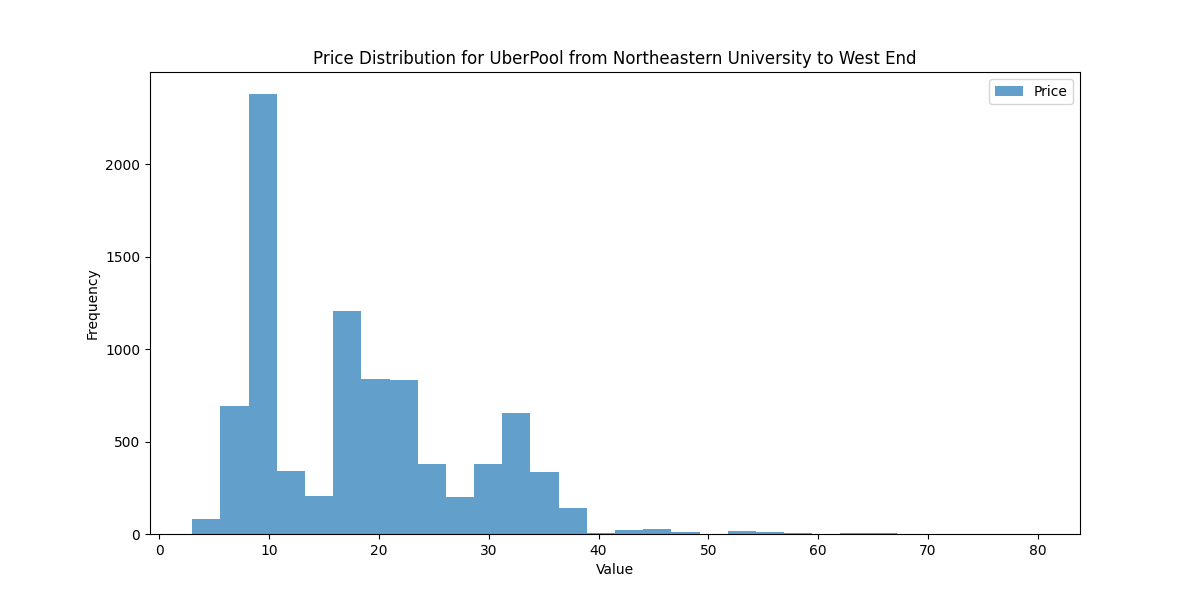 Price Distribution for UberPool from Northeastern University to West End
Price
2000
1500
1000
500
0
Frequency
0 10 20 30 40 50 60 70 80
Value